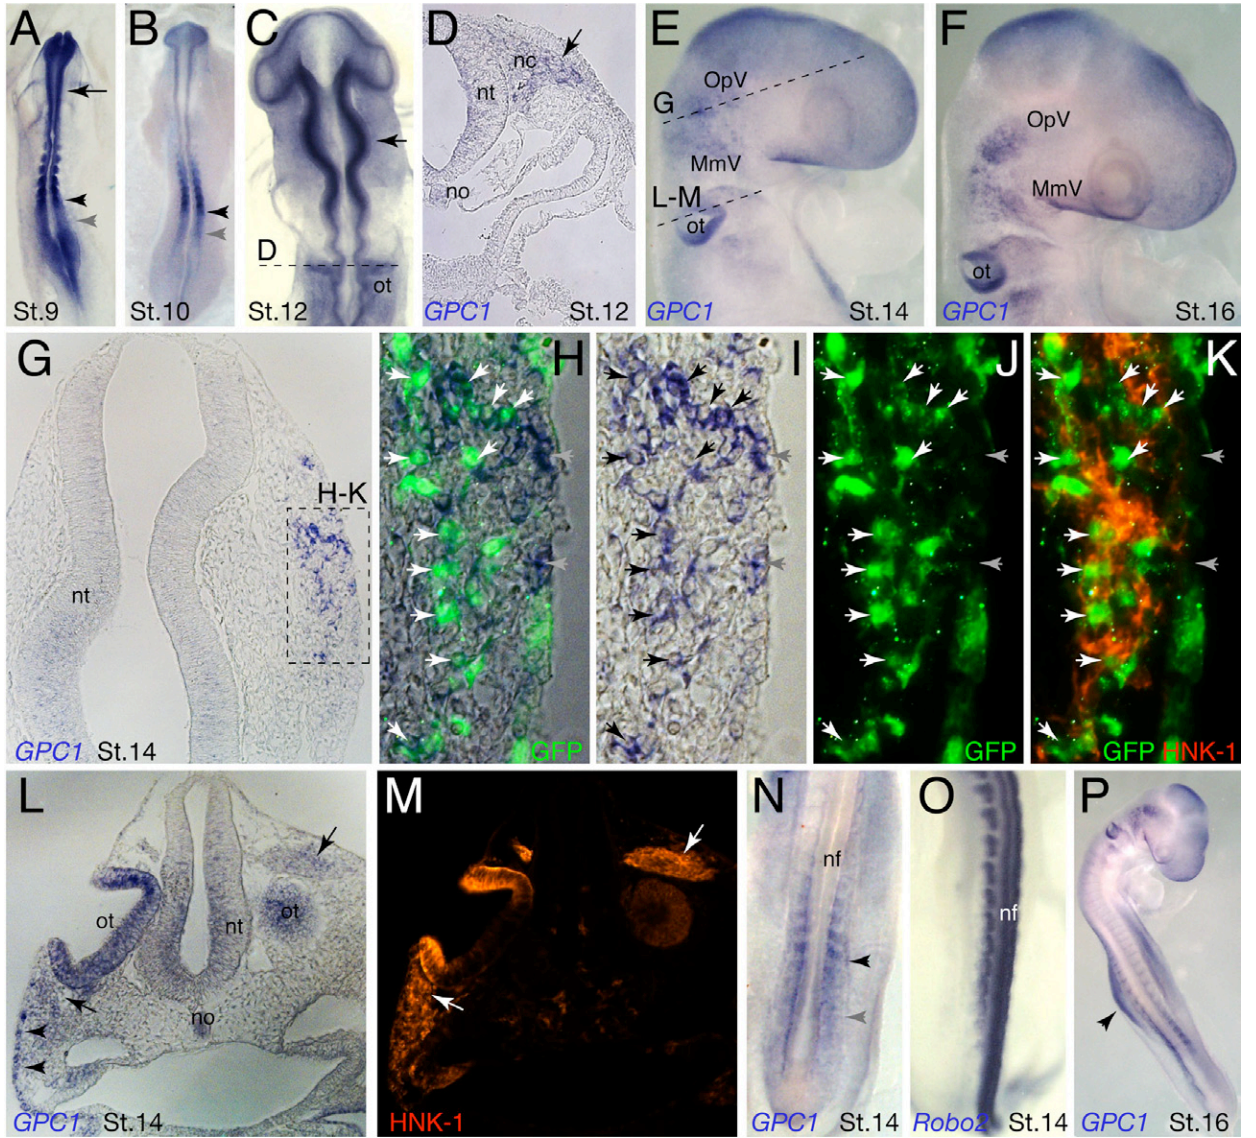 A
St.9
B
St.10
C
D
ot
St.12
D
nc
nt
no
GPC1 St.12
E
OpV
G
MmV
L-M
ot
GPC1 St.14
F
OpV
MmV
ot
GPC1 St.16
G
H-K
nt
GPC1 St.14
H
GFP
I
J
GFP
K
GFP HNK-1
L
ot
nt
ot
no
GPC1 St.14
M
HNK-1
N
nf
GPC1 St.14
O
nf
Robo2 St.14
P
GPC1 St.16